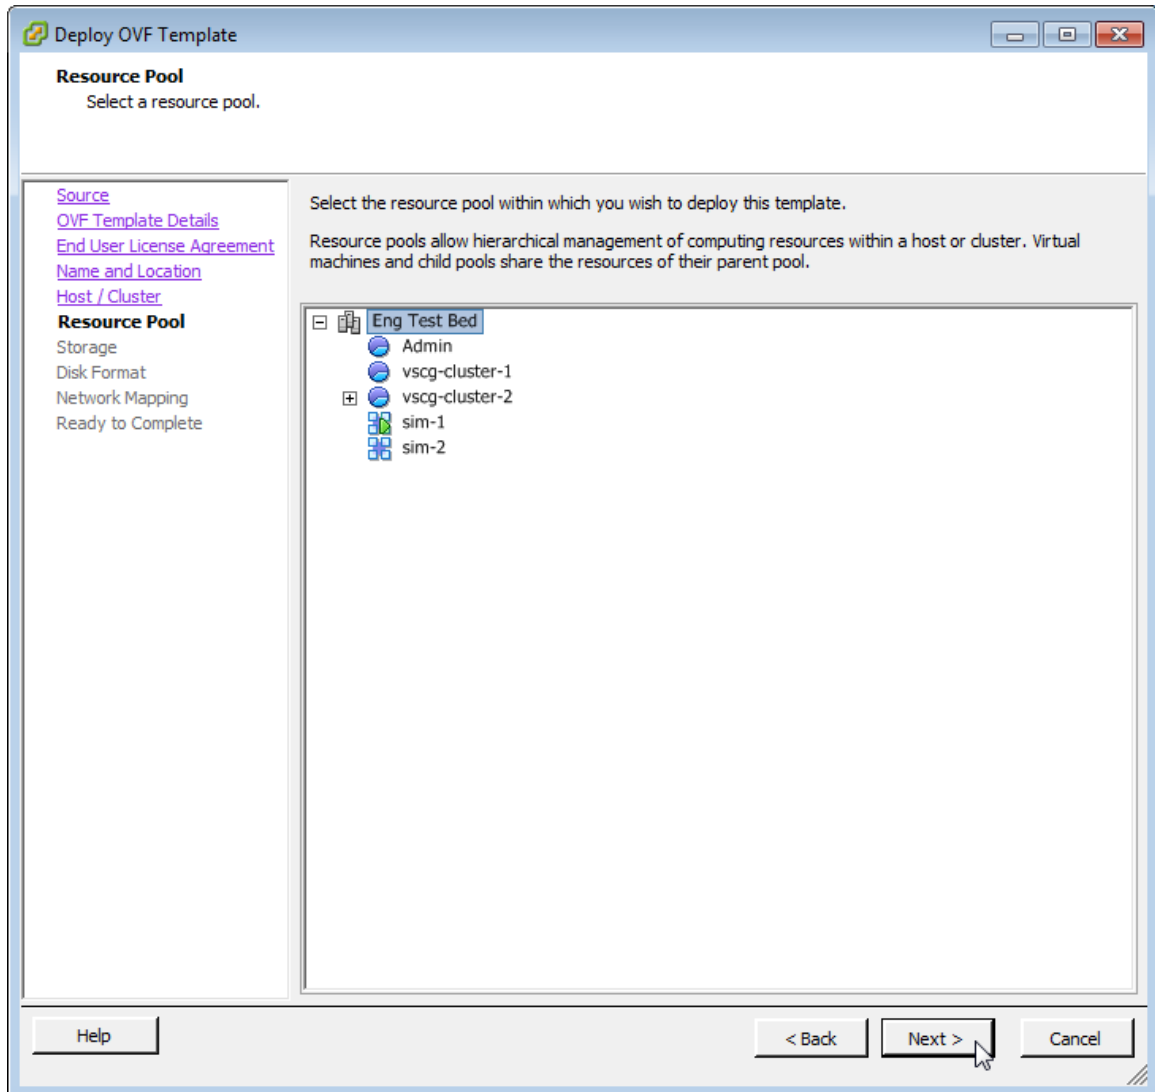 Deploy OVF Template
Resource Pool
Select a resource pool.
Source
OVF Template Details
End User License Agreement
Name and Location
Host / Cluster
Resource Pool
Storage
Disk Format
Network Mapping
Ready to Complete
Select the resource pool within which you wish to deploy this template.
Resource pools allow hierarchical management of computing resources within a host or cluster. Virtual
machines and child pools share the resources of their parent pool.
Eng Test Bed
Admin
vscg-cluster-1
vscg-cluster-2
sim-1
sim-2
Help
< Back
Next >
Cancel